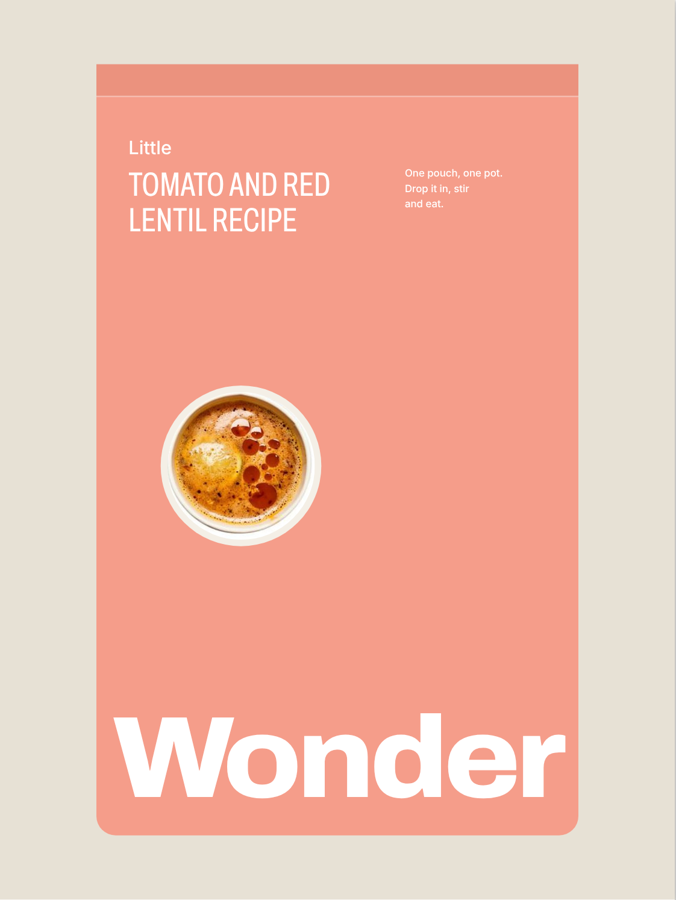 Little
TOMATO AND RED
LENTIL RECIPE
One pouch, one pot.
Drop it in, stir
and eat.
Wonder